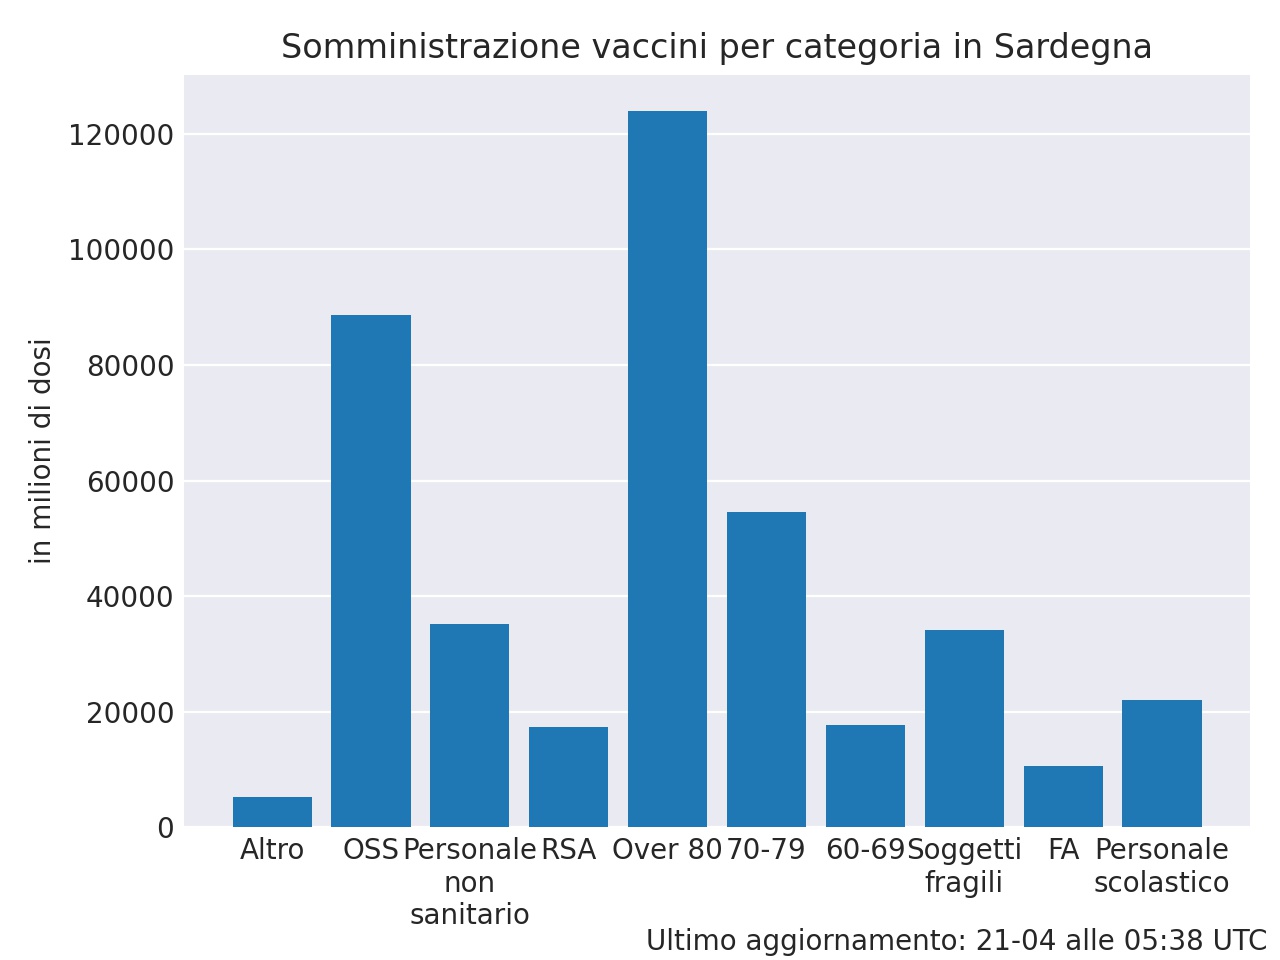 Somministrazione vaccini per categoria in Sardegna
in milioni di dosi
120000
100000
80000
60000
40000
20000
0
Altro
OSS
Personale
non
sanitario
RSA
Over 80
70-79
60-69
Soggetti
fragili
FA
Personale
scolastico
Ultimo aggiornamento: 21-04 alle 05:38 UTC